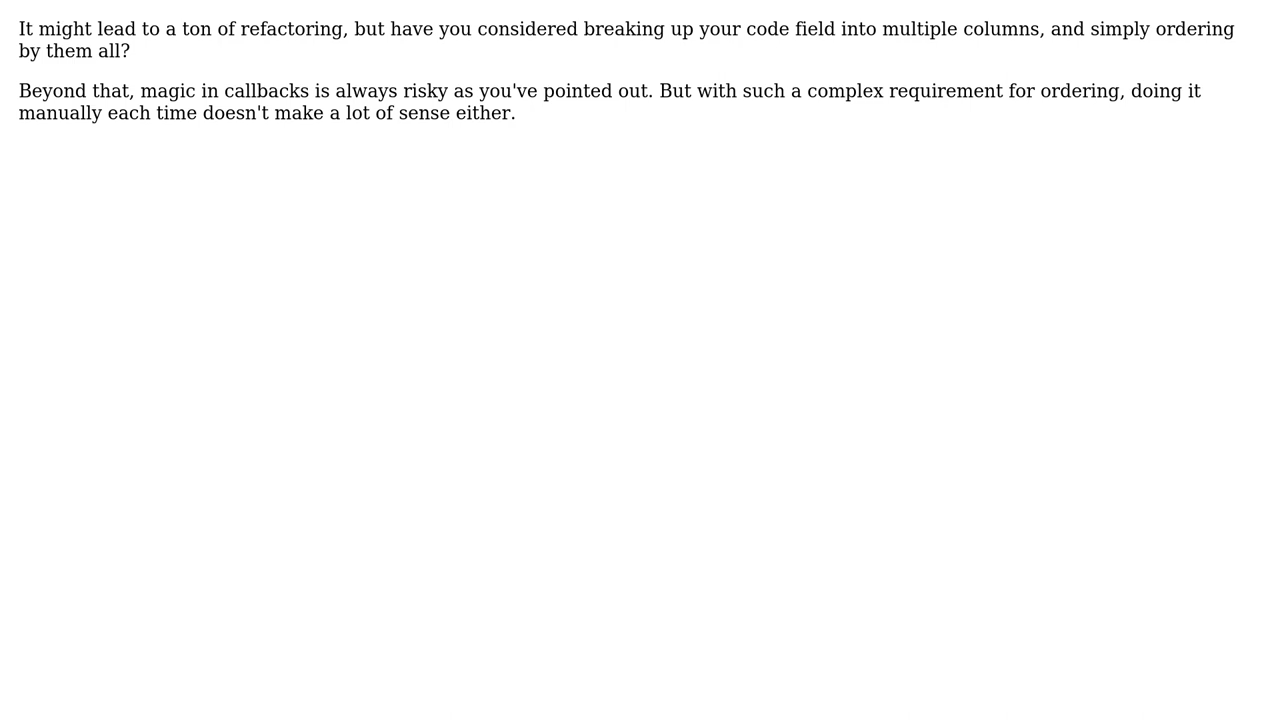 It might lead to a ton of refactoring, but have you considered breaking up your code field into multiple columns, and simply ordering
by them all?
Beyond that, magic in callbacks is always risky as you've pointed out. But with such a complex requirement for ordering, doing it
manually each time doesn't make a lot of sense either.